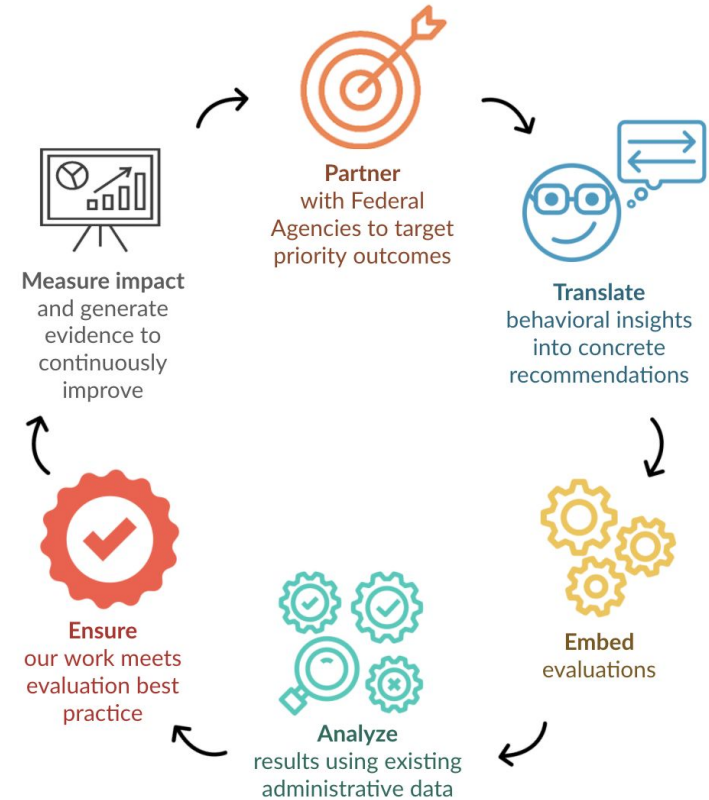 Partner
with Federal
Agencies to target
priority outcomes
Translate
behavioral insights
into concrete
recommendations
Embed
evaluations
Analyze
results using existing
administrative data
Ensure
our work meets
evaluation best
practice
Measure impact
and generate
evidence to
continuously
improve